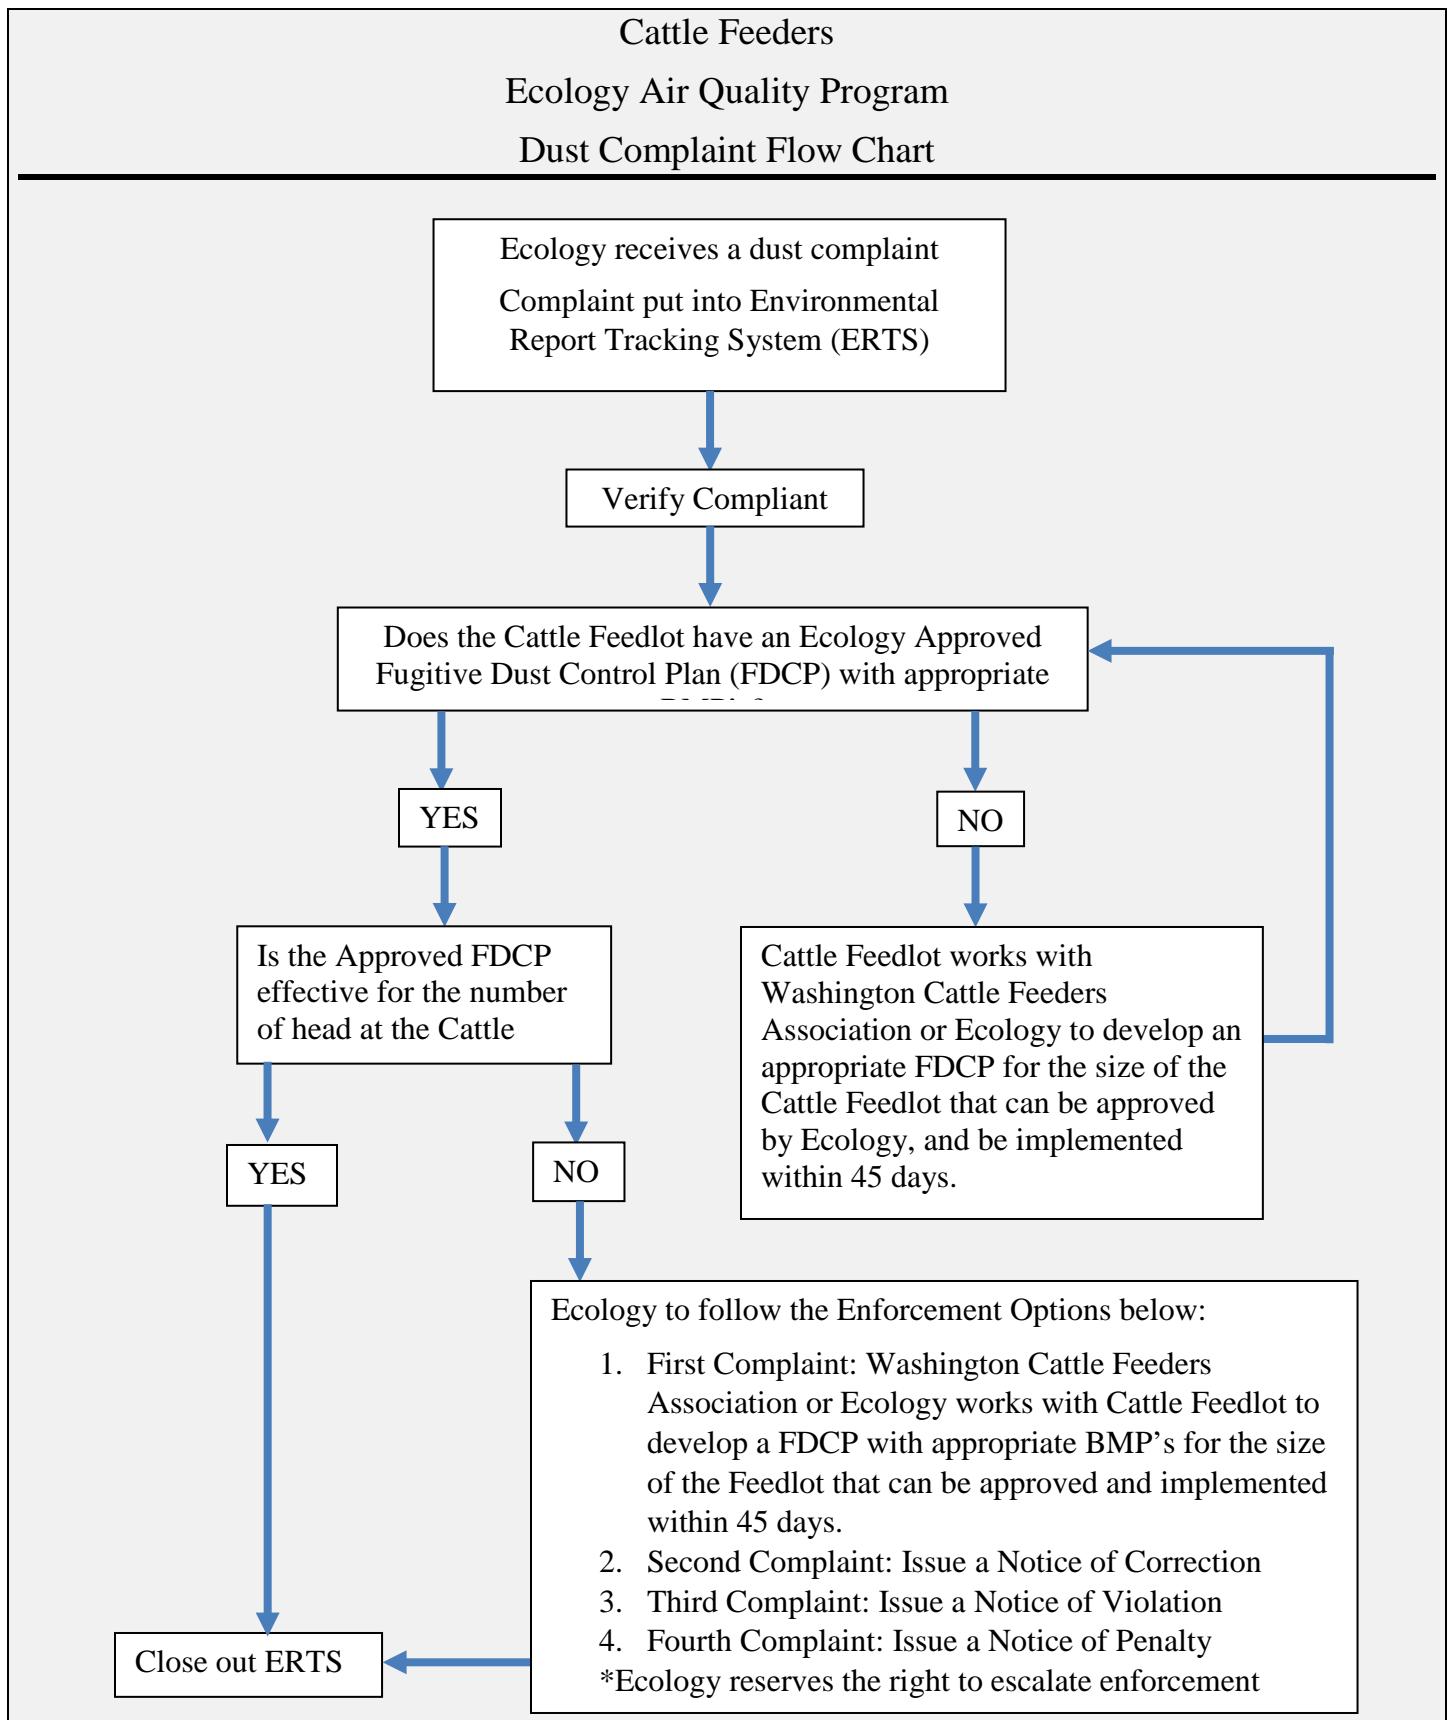 Cattle Feeders
Ecology Air Quality Program
Dust Complaint Flow Chart
Ecology receives a dust complaint
Complaint put into Environmental
Report Tracking System (ERTS)
Verify Compliant
Does the Cattle Feedlot have an Ecology Approved
Fugitive Dust Control Plan (FDCP) with appropriate
YES
NO
Is the Approved FDCP
effective for the number
of head at the Cattle
Cattle Feedlot works with
Washington Cattle Feeders
Association or Ecology to develop an
appropriate FDCP for the size of the
Cattle Feedlot that can be approved
by Ecology, and be implemented
within 45 days.
YES
NO
Ecology to follow the Enforcement Options below:
1. First Complaint: Washington Cattle Feeders
Association or Ecology works with Cattle Feedlot to
develop a FDCP with appropriate BMP’s for the size
of the Feedlot that can be approved and implemented
within 45 days.
2. Second Complaint: Issue a Notice of Correction
3. Third Complaint: Issue a Notice of Violation
4. Fourth Complaint: Issue a Notice of Penalty
*Ecology reserves the right to escalate enforcement
Close out ERTS